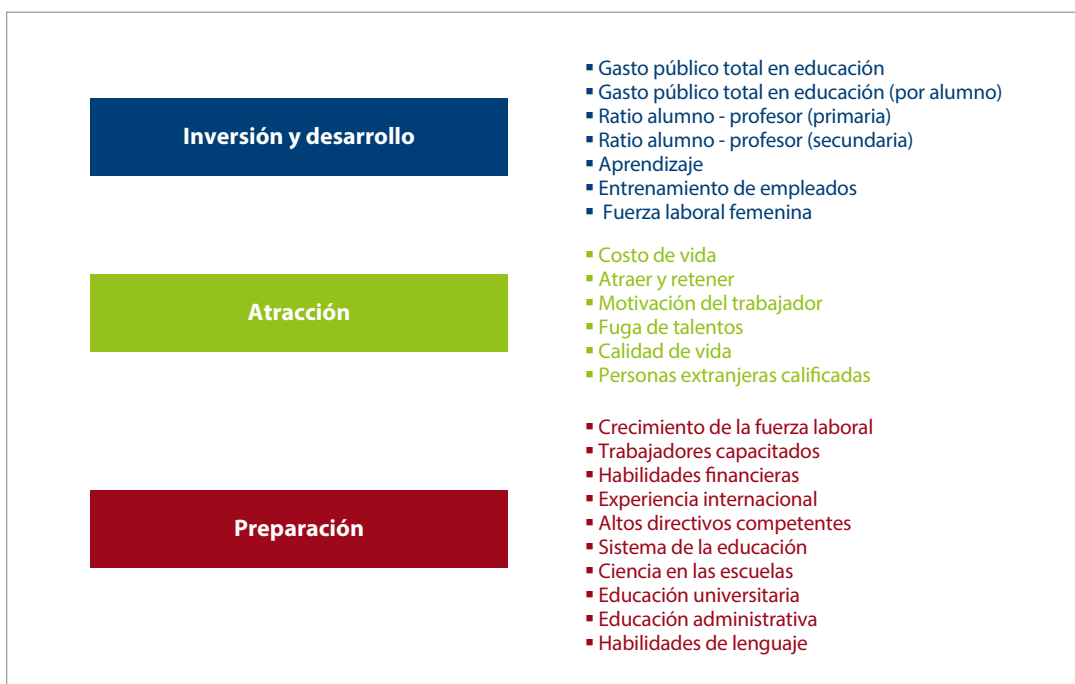 Inversión y desarrollo
▪ Gasto público total en educación
▪ Gasto público total en educación (por alumno)
▪ Ratio alumno - profesor (primaria)
▪ Ratio alumno - profesor (secundaria)
▪ Aprendizaje
▪ Entrenamiento de empleados
▪ Fuerza laboral femenina
Atracción
▪ Costo de vida
▪ Atraer y retener
▪ Motivación del trabajador
▪ Fuga de talentos
▪ Calidad de vida
▪ Personas extranjeras calificadas
Preparación
▪ Crecimiento de la fuerza laboral
▪ Trabajadores capacitados
▪ Habilidades financieras
▪ Experiencia internacional
▪ Altos directivos competentes
▪ Sistema de la educación
▪ Ciencia en las escuelas
▪ Educación universitaria
▪ Educación administrativa
▪ Habilidades de lenguaje